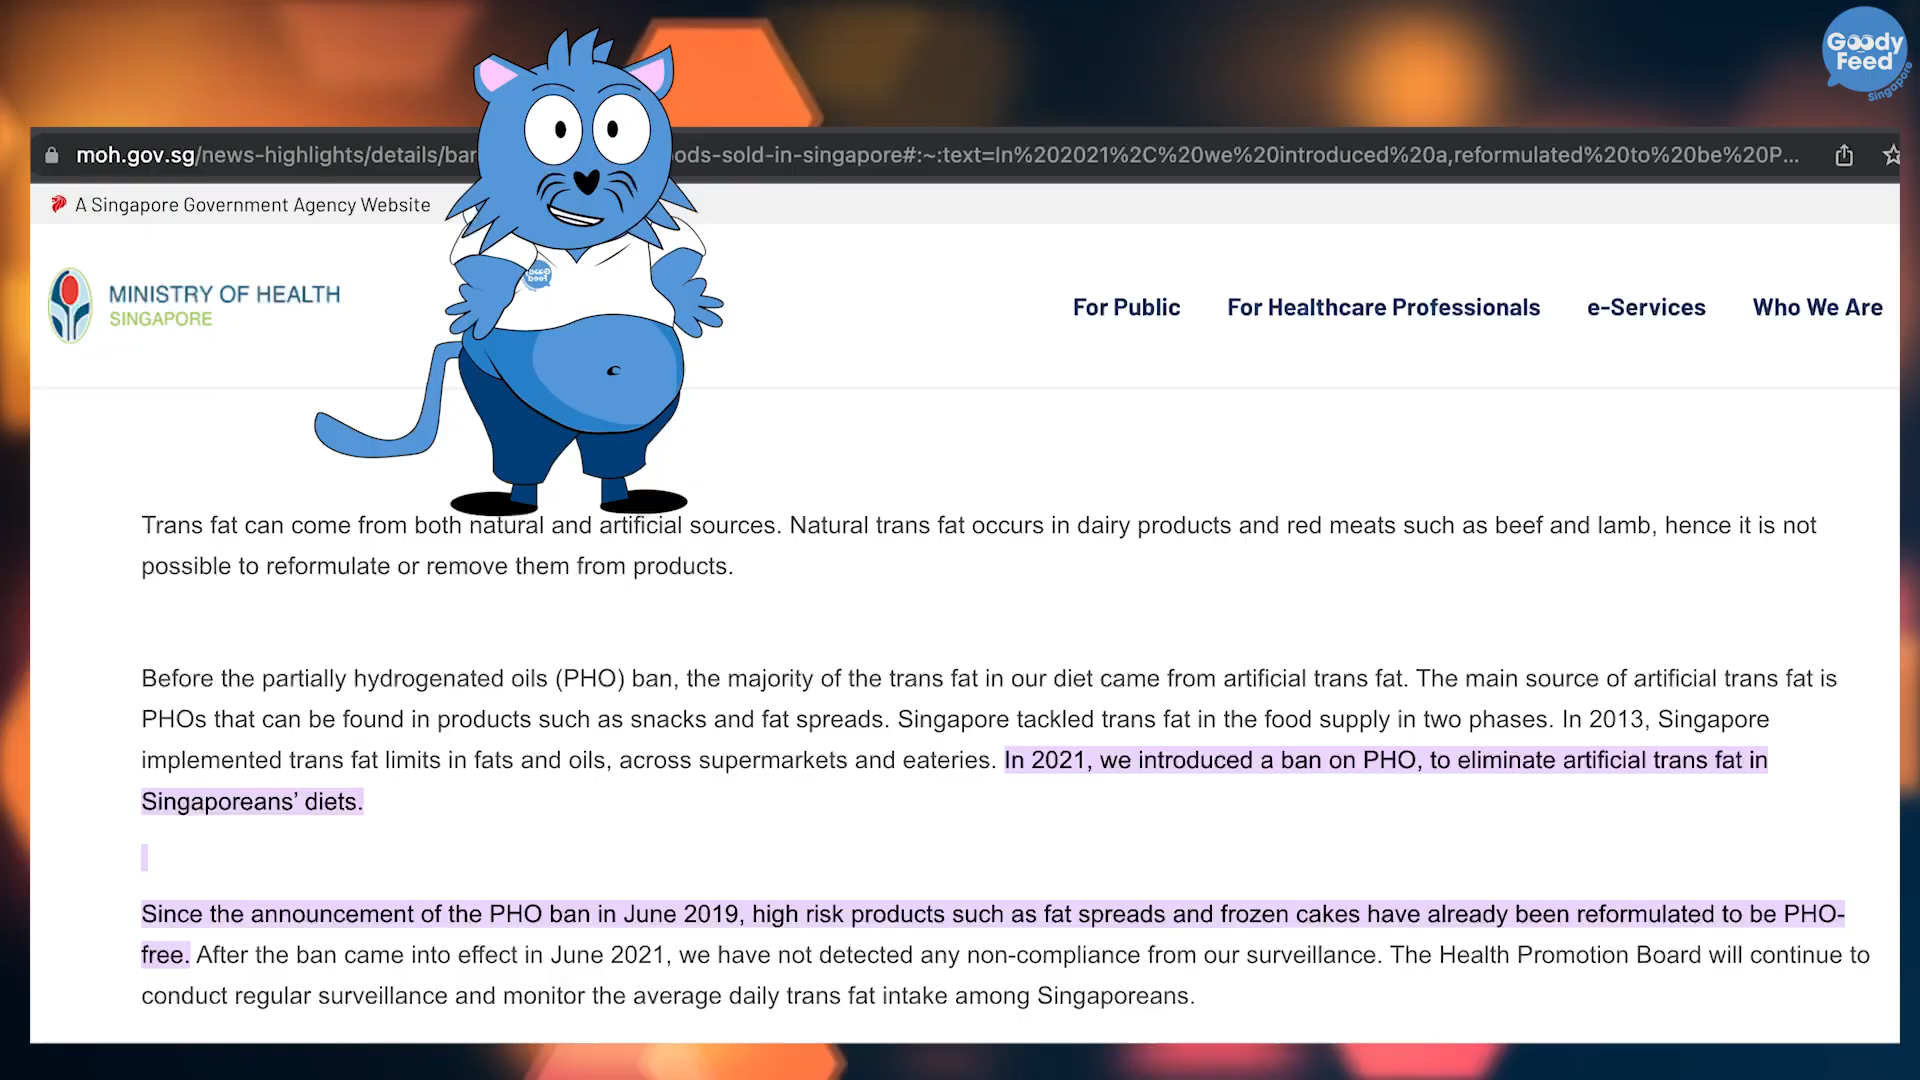 Goody
Feed
Singapore
moh.gov.sg/news-highlights/details/ban ods-sold-in-singapore#:~:text=In%202021%2C%20we%20introduced%20a,reformulated%20to%20be%20P...
A Singapore Government Agency Website
MINISTRY OF HEALTH
SINGAPORE
For Public For Healthcare Professionals e-Services Who We Are
Trans fat can come from both natural and artificial sources. Natural trans fat occurs in dairy products and red meats such as beef and lamb, hence it is not
possible to reformulate or remove them from products.
Before the partially hydrogenated oils (PHO) ban, the majority of the trans fat in our diet came from artificial trans fat. The main source of artificial trans fat is
PHOs that can be found in products such as snacks and fat spreads. Singapore tackled trans fat in the food supply in two phases. In 2013, Singapore
implemented trans fat limits in fats and oils, across supermarkets and eateries. In 2021, we introduced a ban on PHO, to eliminate artificial trans fat in
Singaporeans’ diets.
Since the announcement of the PHO ban in June 2019, high risk products such as fat spreads and frozen cakes have already been reformulated to be PHO-
free. After the ban came into effect in June 2021, we have not detected any non-compliance from our surveillance. The Health Promotion Board will continue to
conduct regular surveillance and monitor the average daily trans fat intake among Singaporeans.